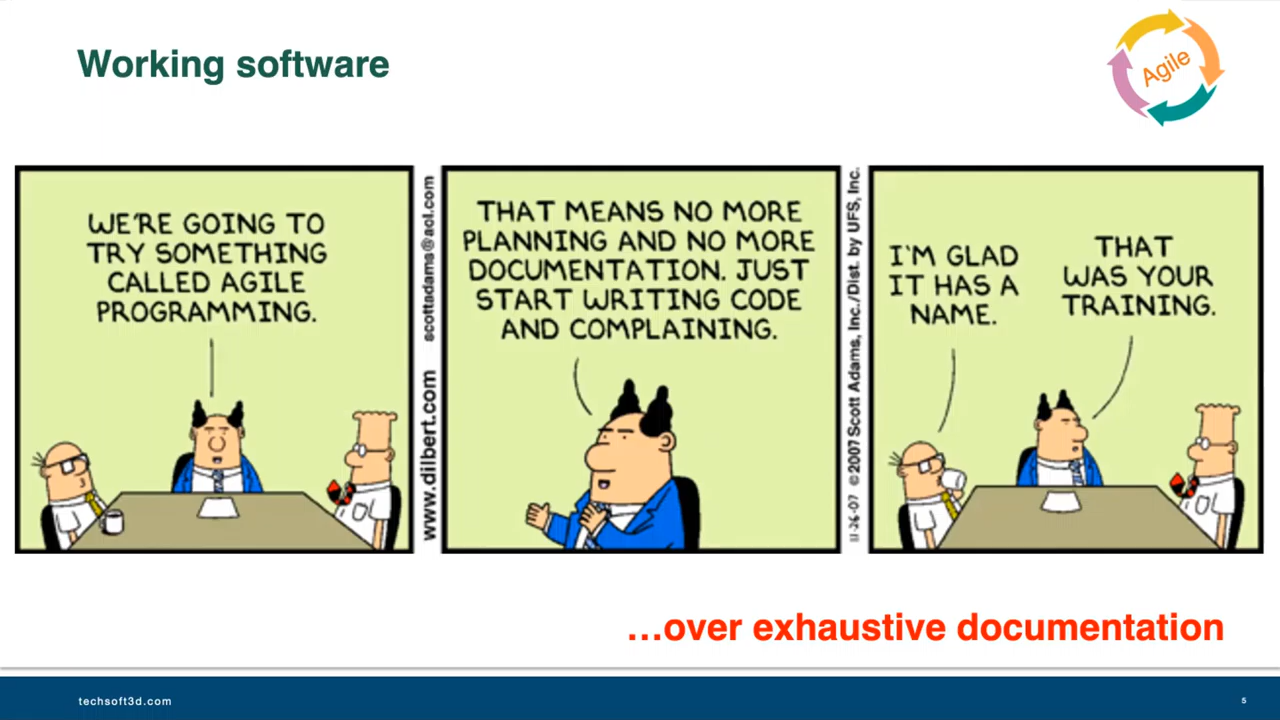 Working software
Agile
WE'RE GOING TO
TRY SOMETHING
CALLED AGILE
PROGRAMMING.
www.dilbert.com scottadams@aol.com
THAT MEANS NO MORE
PLANNING AND NO MORE
DOCUMENTATION. JUST
START WRITING CODE
AND COMPLAINING.
11-26-07 ©2007 Scott Adams, Inc./Dist. by UFS, Inc.
I'M GLAD
IT HAS A
NAME.
THAT
WAS YOUR
TRAINING.
...over exhaustive documentation
techsoft3d.com
5